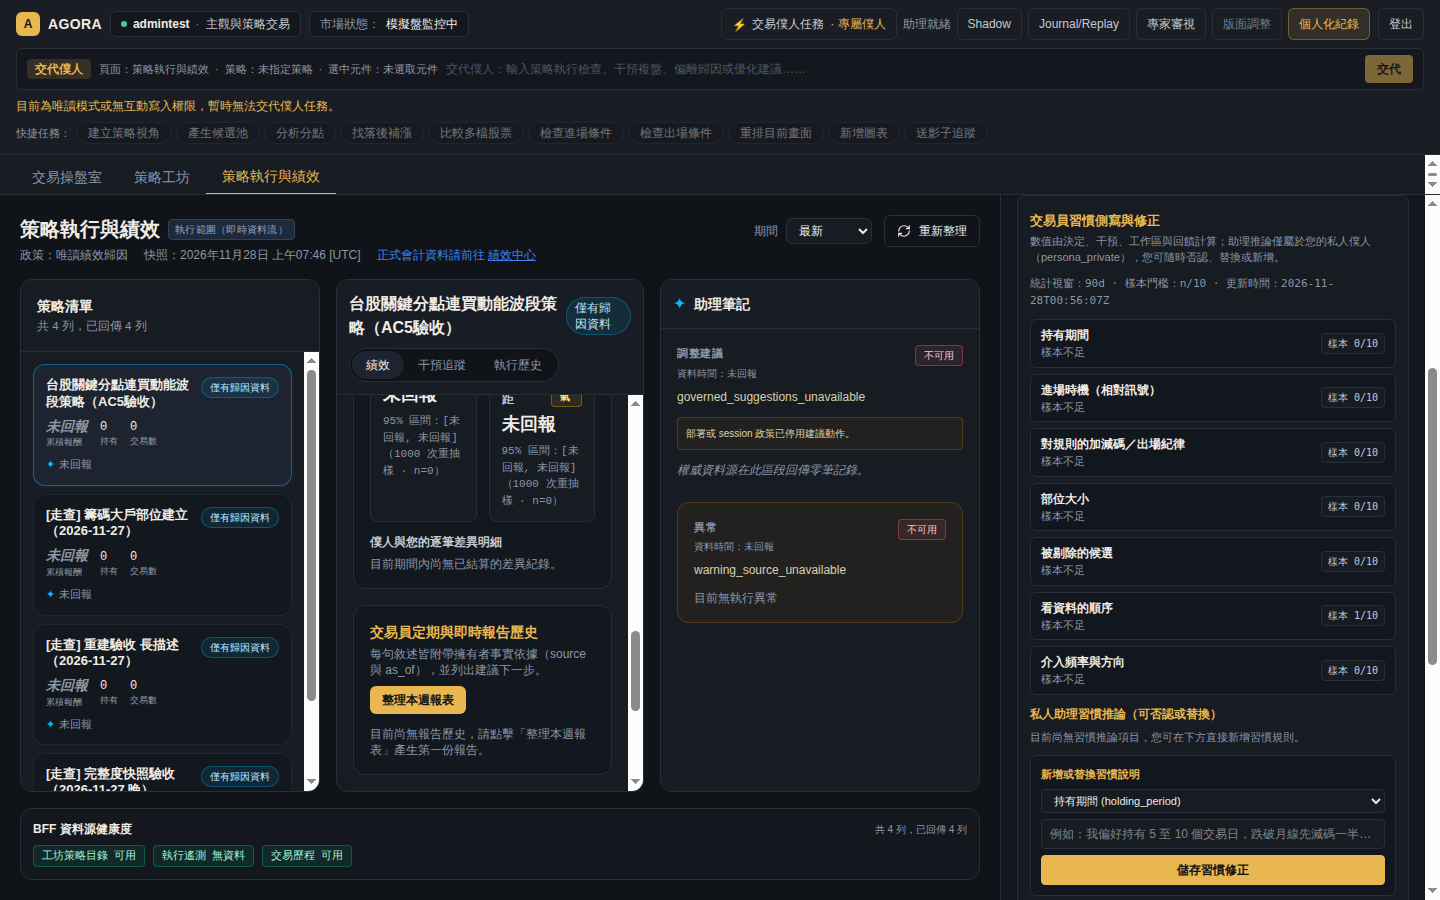 A AGORA admintest · 主觀與策略交易 市場狀態： 模擬盤監控中 ⚡ 交易僕人任務 · 專屬僕人 助理就緒 Shadow Journal/Replay 專家審視 版面調整 個人化紀錄 登出
交代僕人 頁面：策略執行與績效 · 策略：未指定策略 · 選中元件：未選取元件 交代僕人：輸入策略執行檢查、干預複盤、偏離歸因或優化建議…… 交代
目前為唯讀模式或無互動寫入權限，暫時無法交代僕人任務。
快捷任務： 建立策略視角 產生候選池 分析分點 找落後補漲 比較多檔股票 檢查進場條件 檢查出場條件 重排目前畫面 新增圖表 送影子追蹤
交易操盤室 策略工坊 策略執行與績效
策略執行與績效 執行範圍（即時資料流）
期間 最新 重新整理
政策：唯讀績效歸因 快照：2026年11月28日 上午07:46 [UTC] 正式會計資料請前往 績效中心
策略清單
共 4 列，已回傳 4 列
台股關鍵分點連買動能波段策略（AC5驗收） 僅有歸因資料
未回報 0 0
累積報酬 持有 交易數
✦ 未回報
[走查] 籌碼大戶部位建立（2026-11-27） 僅有歸因資料
未回報 0 0
累積報酬 持有 交易數
✦ 未回報
[走查] 重建驗收 長描述（2026-11-27） 僅有歸因資料
未回報 0 0
累積報酬 持有 交易數
✦ 未回報
[走查] 完整度快照驗收 僅有歸因資料
（2026-11-27 晚）
台股關鍵分點連買動能波段策
略（AC5驗收）
僅有歸
因資料
績效 干預追蹤 執行歷史
未回報
95% 區間：[未
回報, 未回報]
（1000 次重抽
樣 · n=0）
距
未回報
95% 區間：[未
回報, 未回報]
（1000 次重抽
樣 · n=0）
僕人與您的逐筆差異明細
目前期間內尚無已結算的差異紀錄。
交易員定期與即時報告歷史
每句敘述皆附帶擁有者事實依據（source
與 as_of），並列出建議下一步。
整理本週報表
目前尚無報告歷史，請點擊「整理本週報
表」產生第一份報告。
✦ 助理筆記
調整建議 不可用
資料時間：未回報
governed_suggestions_unavailable
部署或 session 政策已停用建議動作。
權威資料源在此區段回傳零筆記錄。
異常 不可用
資料時間：未回報
warning_source_unavailable
目前無執行異常
BFF 資料源健康度 共 4 列，已回傳 4 列
工坊策略目錄 可用 執行遙測 無資料 交易歷程 可用
交易員習慣側寫與修正
數值由決定、干預、工作區與回饋計算；助理推論僅屬於您的私人僕人
（persona_private），您可隨時否認、替換或新增。
統計視窗：90d · 樣本門檻：n/10 · 更新時間：2026-11-
28T00:56:07Z
持有期間 樣本 0/10
樣本不足
進場時機（相對訊號） 樣本 0/10
樣本不足
對規則的加減碼／出場紀律 樣本 0/10
樣本不足
部位大小 樣本 0/10
樣本不足
被剔除的候選 樣本 0/10
樣本不足
看資料的順序 樣本 1/10
樣本不足
介入頻率與方向 樣本 0/10
樣本不足
私人助理習慣推論（可否認或替換）
目前尚無習慣推論項目，您可在下方直接新增習慣規則。
新增或替換習慣說明
持有期間 (holding_period)
例如：我偏好持有 5 至 10 個交易日，跌破月線先減碼一半…
儲存習慣修正